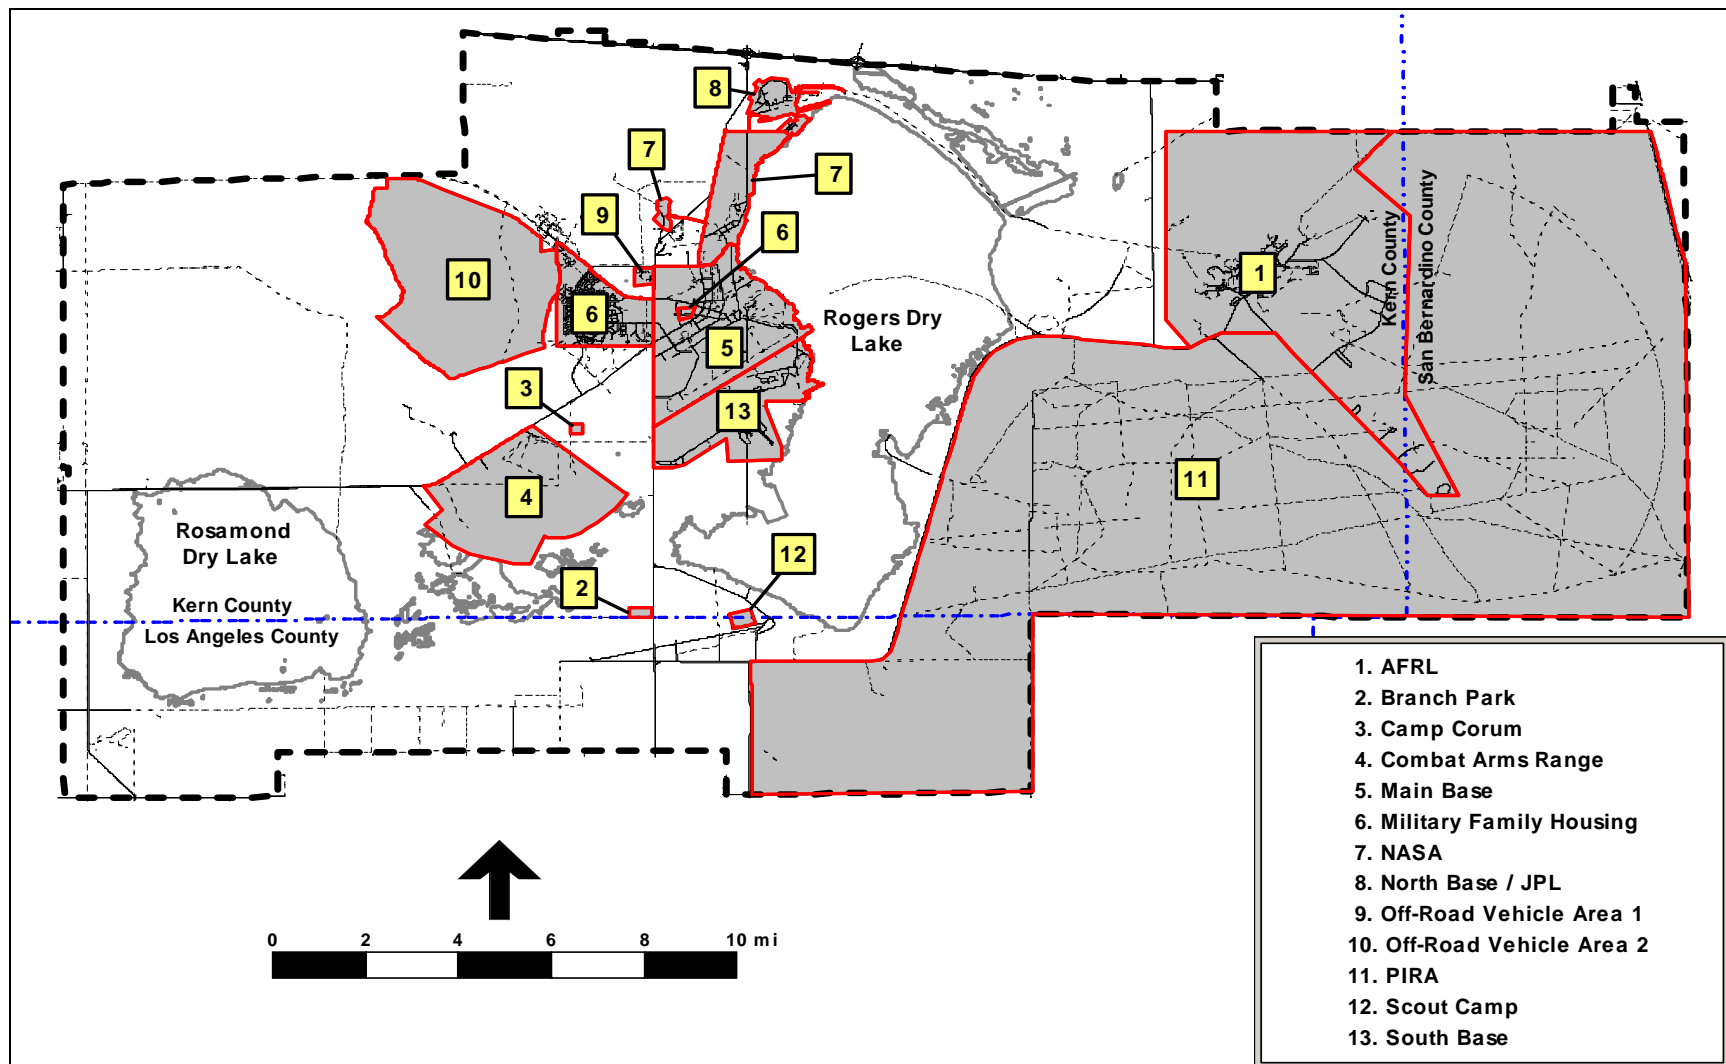 8
7
7
9
6
10
1
Kern County
San Bernardino County
6
Rogers Dry
Lake
5
3
13
11
4
Rosamond
Dry Lake
12
2
Kern County
Los Angeles County
0 2 4 6 8 10 mi
1. AFRL
2. Branch Park
3. Camp Corum
4. Combat Arms Range
5. Main Base
6. Military Family Housing
7. NASA
8. North Base / JPL
9. Off-Road Vehicle Area 1
10. Off-Road Vehicle Area 2
11. PIRA
12. Scout Camp
13. South Base